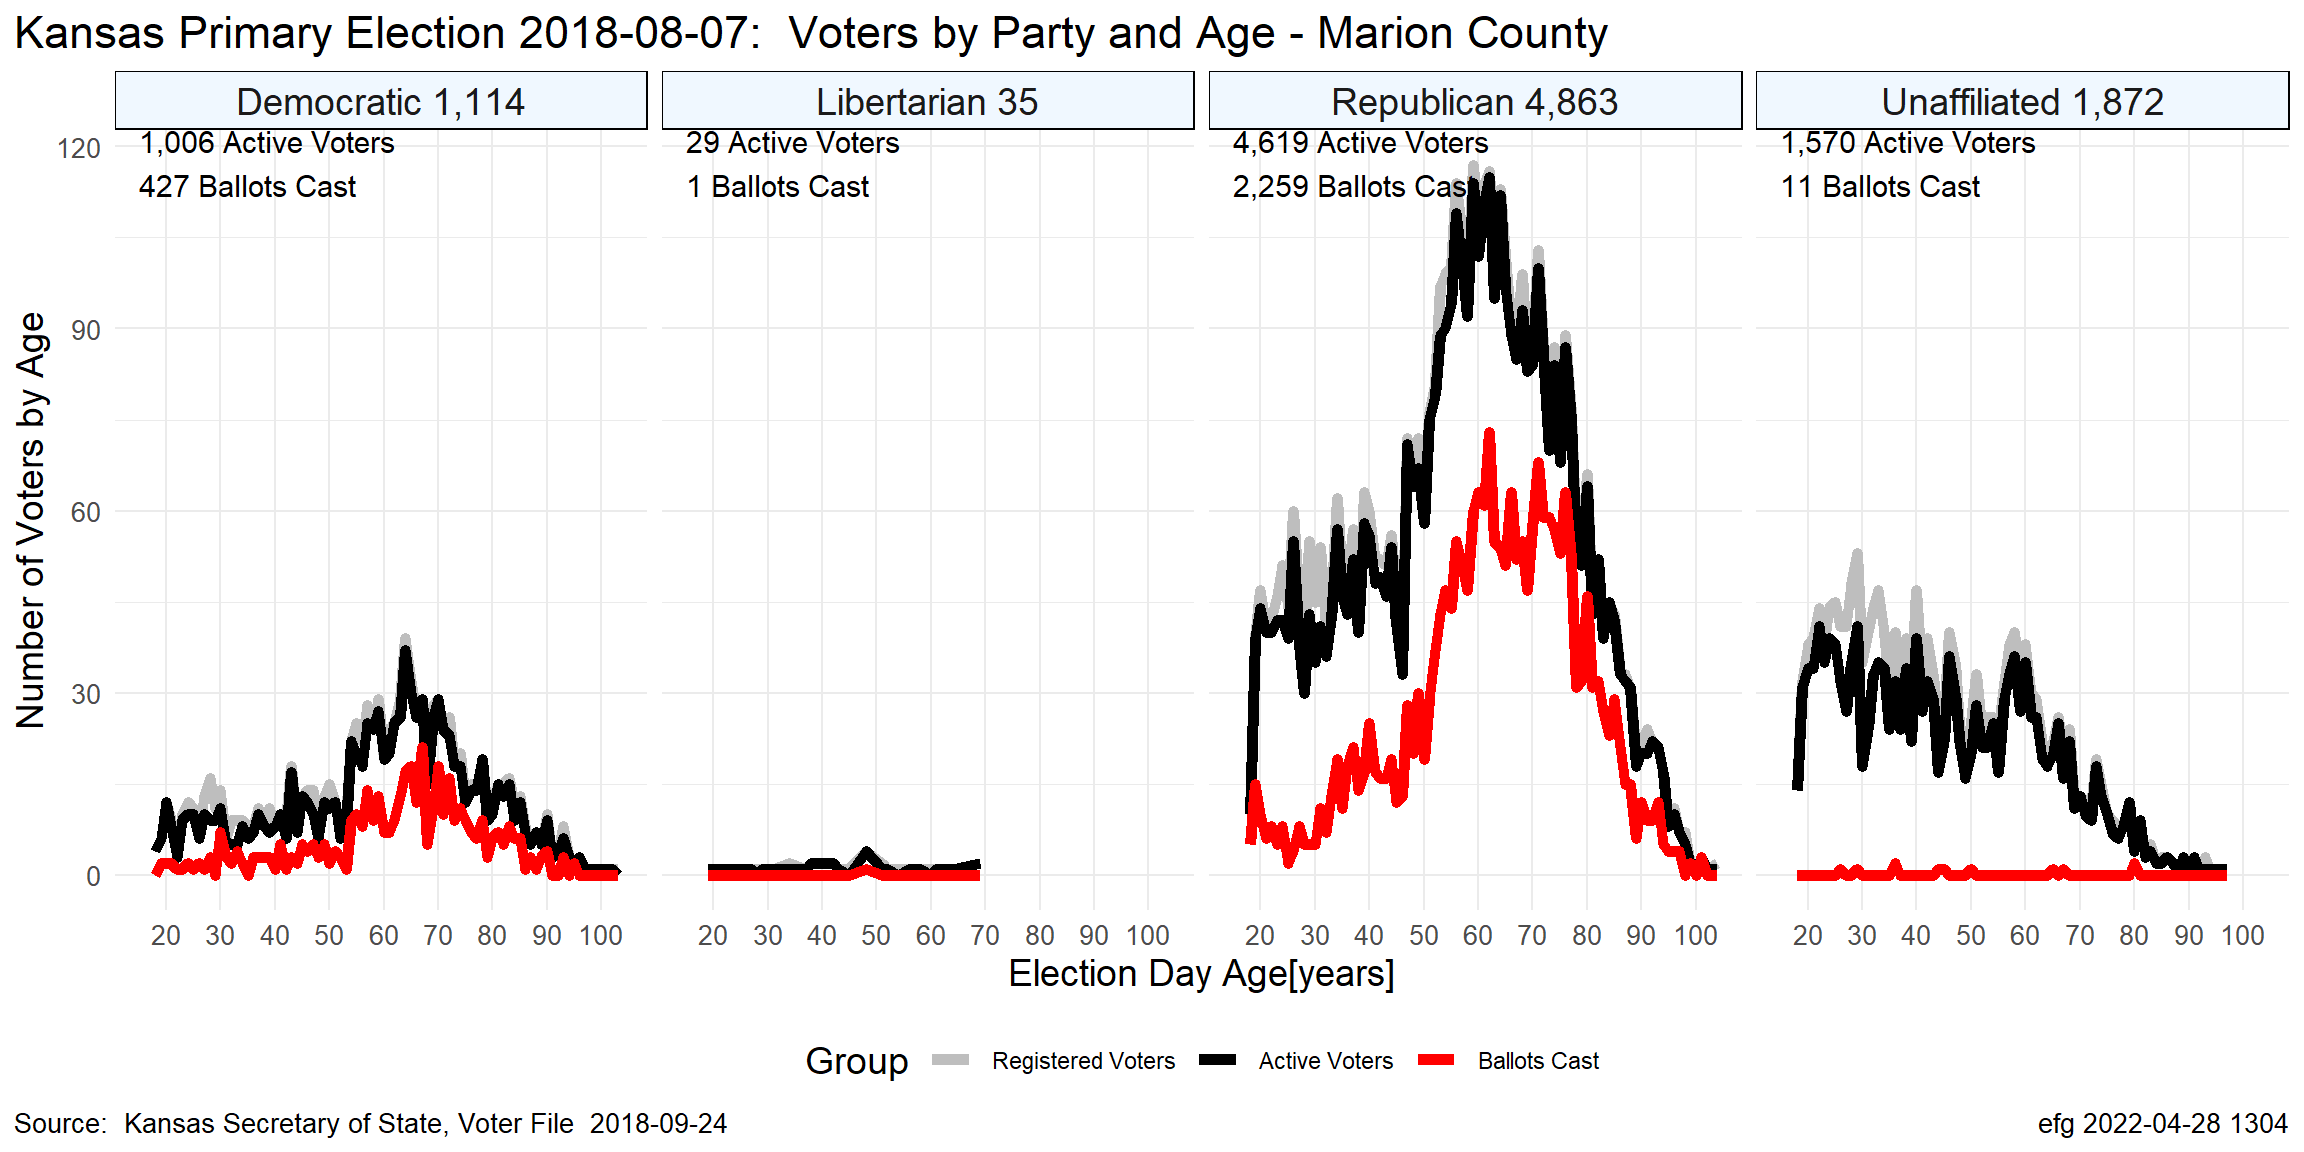 Kansas Primary Election 2018-08-07:  Voters by Party and Age - Marion County
Democratic 1,114
Libertarian 35
Republican 4,863
Unaffiliated 1,872
1,006 Active Voters
427 Ballots Cast
29 Active Voters
1 Ballots Cast
4,619 Active Voters
2,259 Ballots Cast
1,570 Active Voters
11 Ballots Cast
Number of Voters by Age
120
90
60
30
0
20 30 40 50 60 70 80 90 100
20 30 40 50 60 70 80 90 100
20 30 40 50 60 70 80 90 100
20 30 40 50 60 70 80 90 100
Election Day Age[years]
Group Registered Voters Active Voters Ballots Cast
Source:  Kansas Secretary of State, Voter File  2018-09-24
efg 2022-04-28 1304